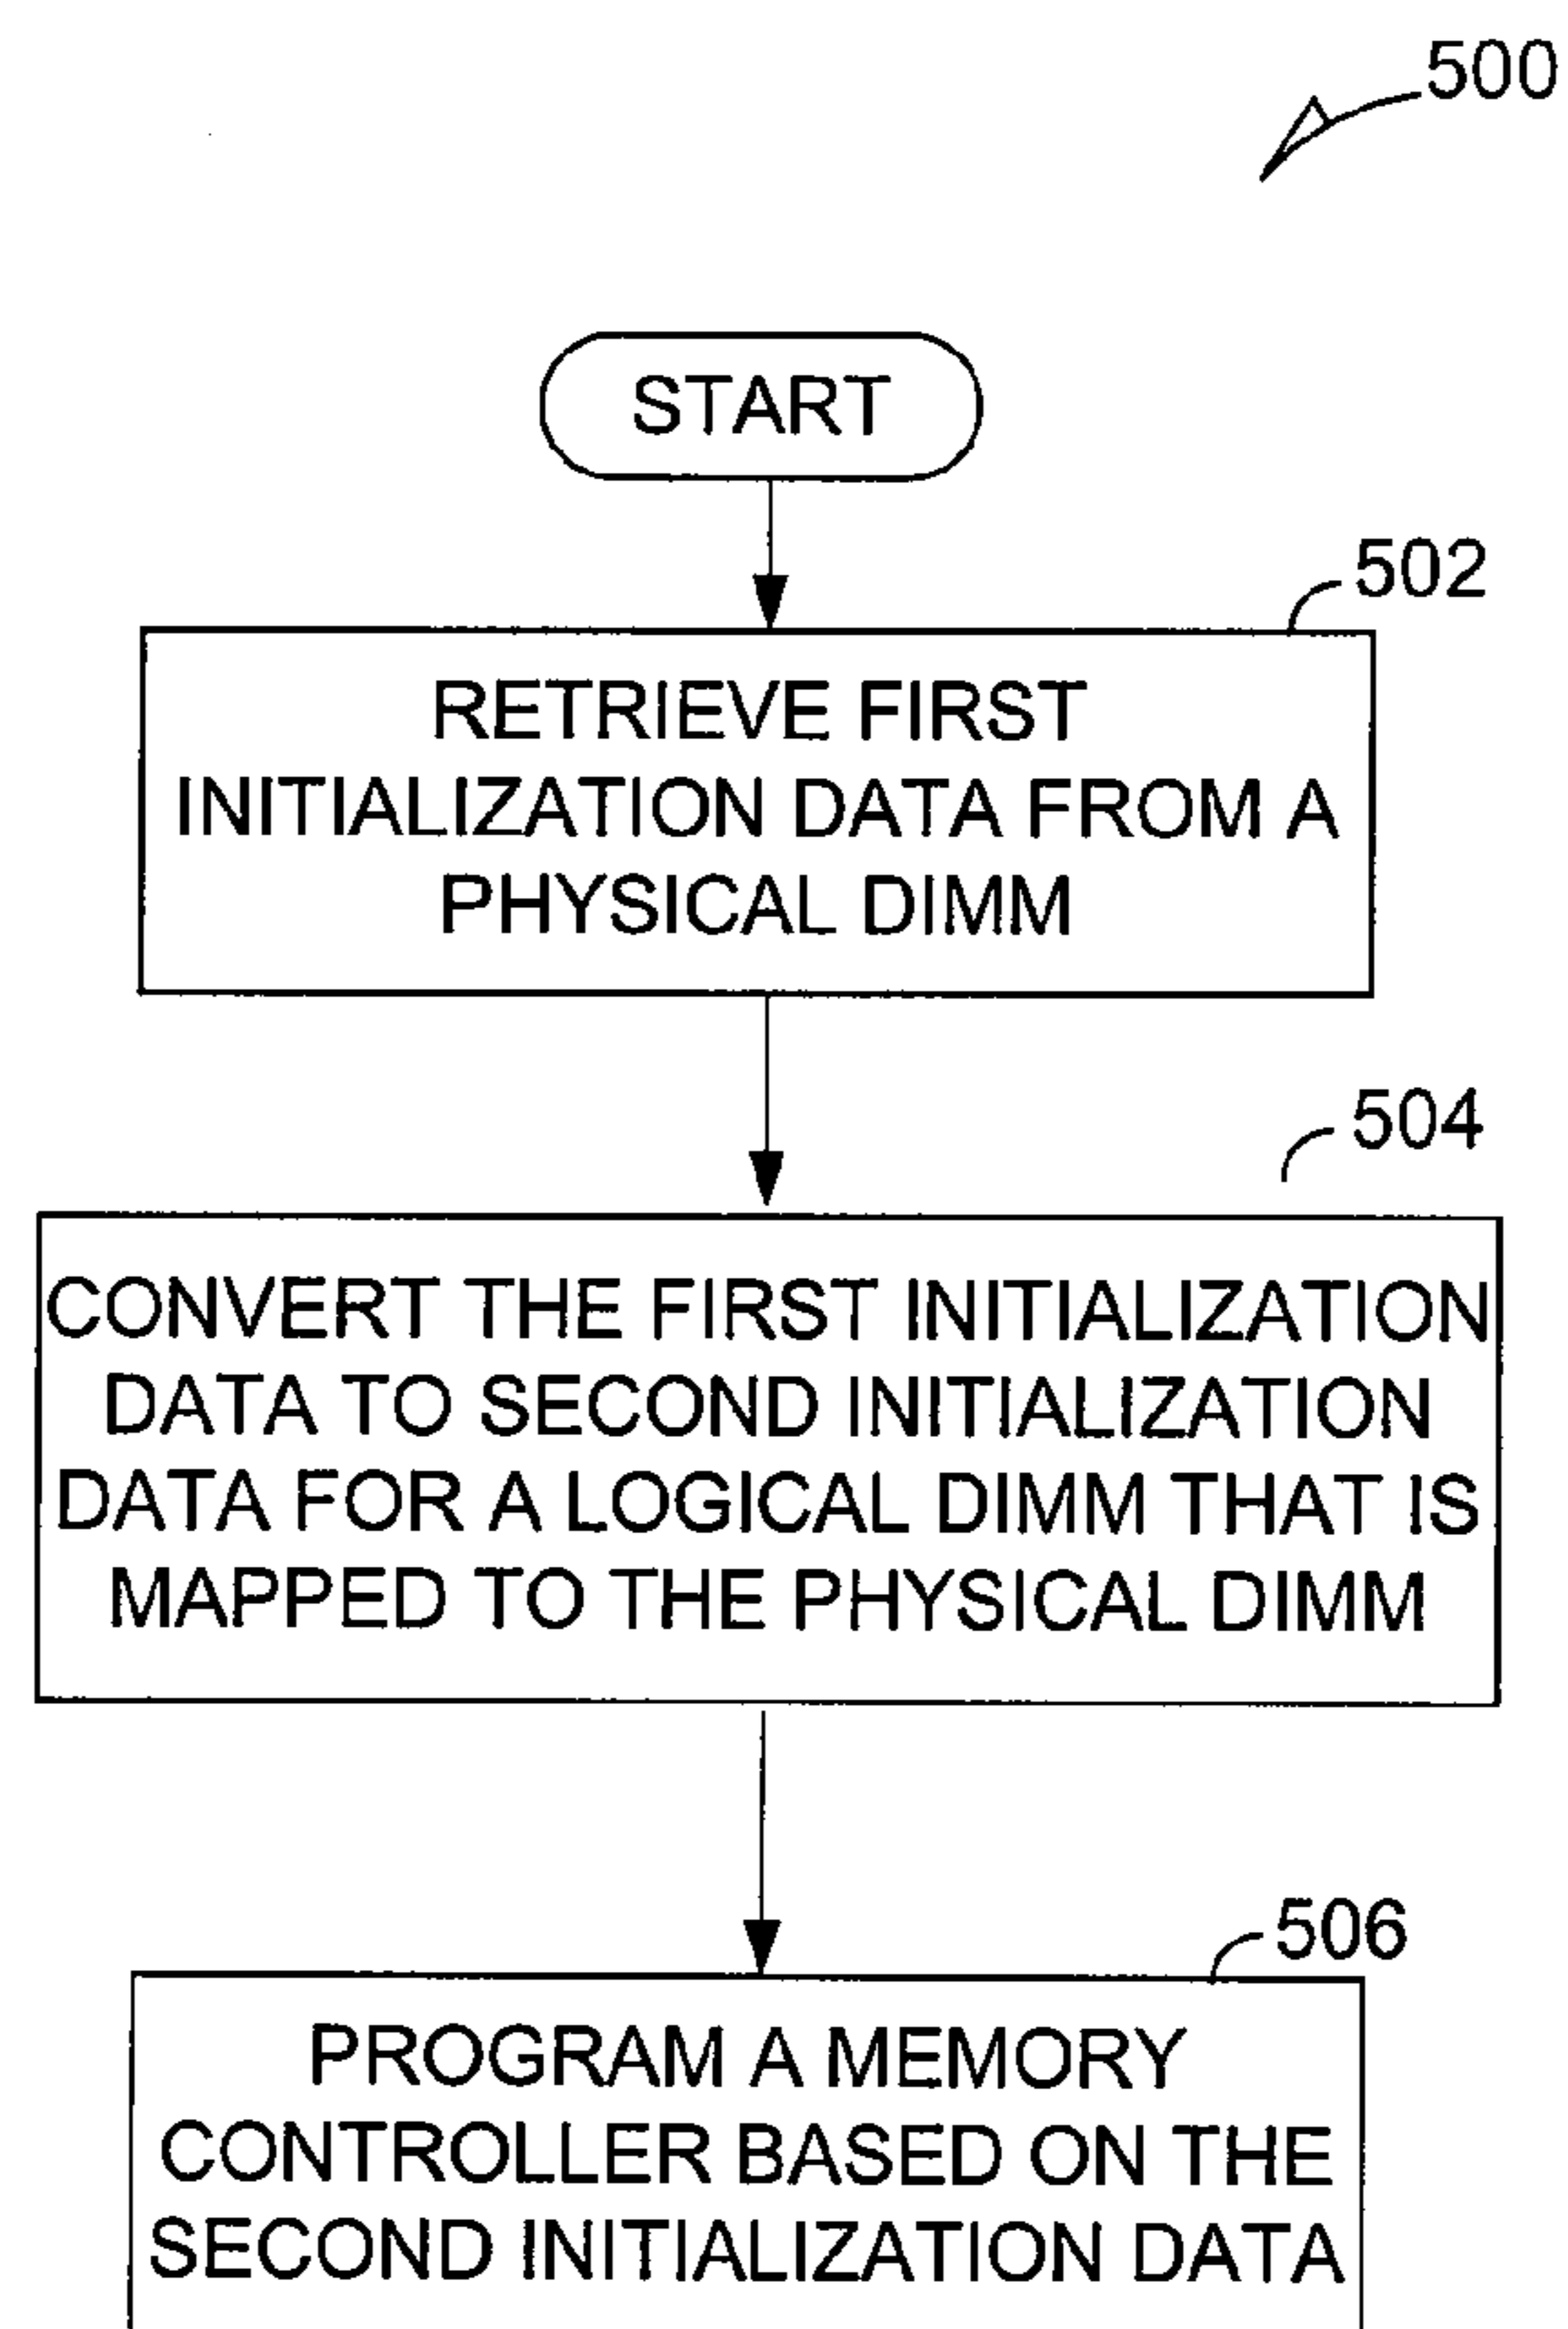 500
START
502
RETRIEVE FIRST
INITIALIZATION DATA FROM A
PHYSICAL DIMM
504
CONVERT THE FIRST INITIALIZATION
DATA TO SECOND INITIALIZATION
DATA FOR A LOGICAL DIMM THAT IS
MAPPED TO THE PHYSICAL DIMM
506
PROGRAM A MEMORY
CONTROLLER BASED ON THE
SECOND INITIALIZATION DATA